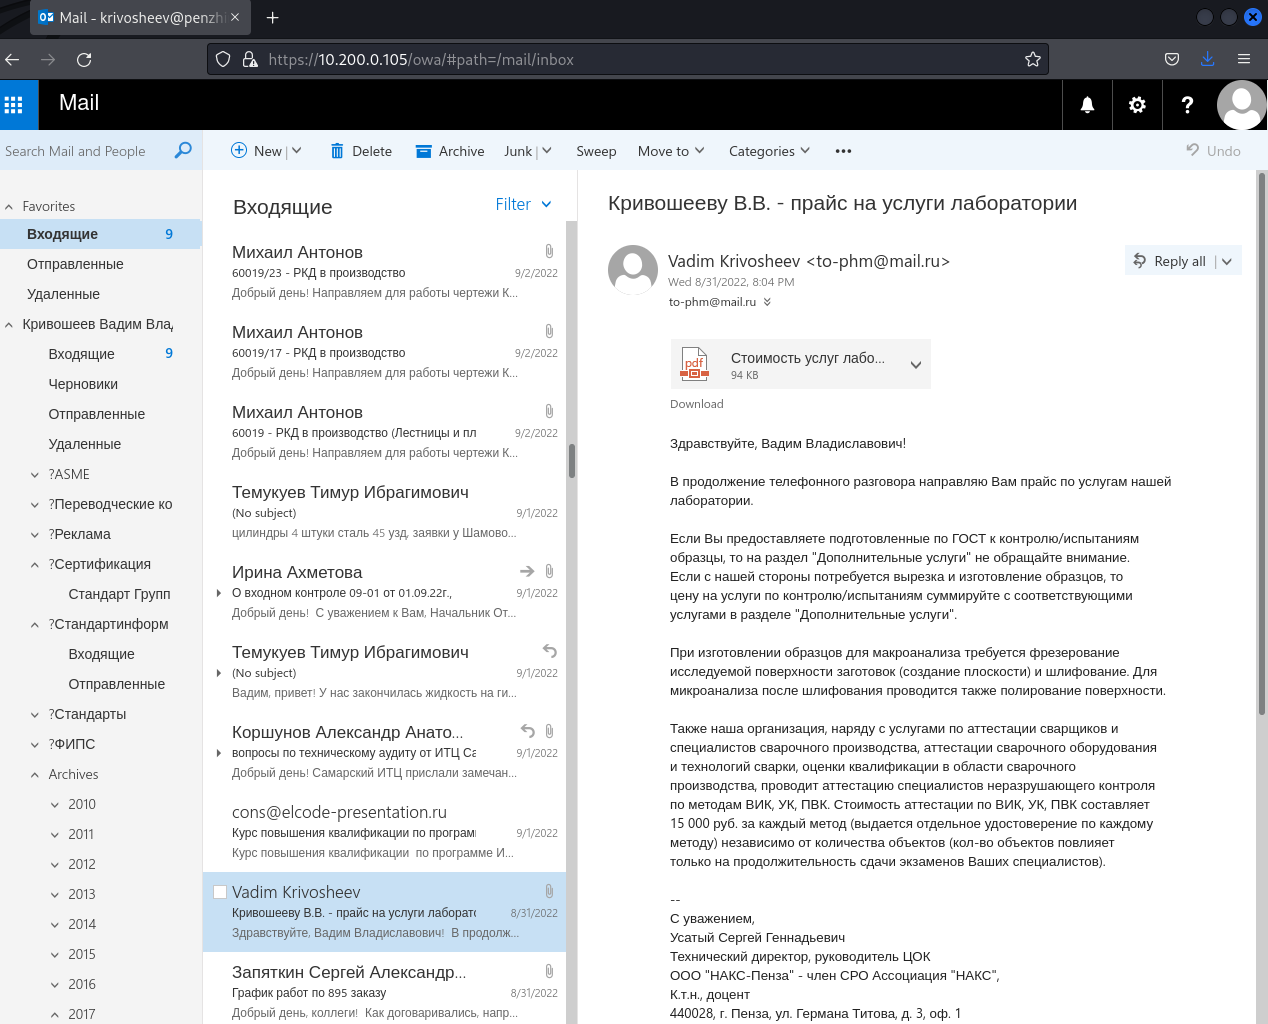 Mail - krivosheev@penzhi
https://10.200.0.105/owa/#path=/mail/inbox
Mail
Search Mail and People
New
Delete
Archive
Junk
Sweep
Move to
Categories
Undo
Favorites
Входящие 9
Отправленные
Удаленные
Кривошеев Вадим Вла
Входящие 9
Черновики
Отправленные
Удаленные
?ASME
?Переводческие ко
?Реклама
?Сертификация
Стандарт Групп
?Стандартинформ
Входящие
Отправленные
?Стандарты
?ФИПС
Archives
2010
2011
2012
2013
2014
2015
2016
2017
Входящие
Filter
Михаил Антонов
60019/23 - РКД в производство 9/2/2022
Добрый день! Направляем для работы чертежи К...
Михаил Антонов
60019/17 - РКД в производство 9/2/2022
Добрый день! Направляем для работы чертежи К...
Михаил Антонов
60019 - РКД в производство (Лестницы и пл 9/2/2022
Добрый день! Направляем для работы чертежи К...
Темукуев Тимур Ибрагимович
(No subject) 9/1/2022
цилиндры 4 штуки сталь 45 узд, заявки у Шамово...
Ирина Ахметова
О входном контроле 09-01 от 01.09.22г., 9/1/2022
Добрый день! С уважением к Вам, Начальник От...
Темукуев Тимур Ибрагимович
(No subject) 9/1/2022
Вадим, привет! У нас закончилась жидкость на ги...
Коршунов Александр Анато...
вопросы по техническому аудиту от ИТЦ Са 9/1/2022
Добрый день! Самарский ИТЦ прислали замечан...
cons@elcode-presentation.ru
Курс повышения квалификации по програм 9/1/2022
Курс повышения квалификации по программе И...
Vadim Krivosheev
Кривошееву В.В. - прайс на услуги лаборато 8/31/2022
Здравствуйте, Вадим Владиславович! В продолж...
Запяткин Сергей Александр...
График работ по 895 заказу 8/31/2022
Добрый день, коллеги! Как договаривались, напр...
Кривошееву В.В. - прайс на услуги лаборатории
Vadim Krivosheev <to-phm@mail.ru>
Reply all
Wed 8/31/2022, 8:04 PM
to-phm@mail.ru
pdf
Стоимость услуг лабо...
94 KB
Download
Здравствуйте, Вадим Владиславович!
В продолжение телефонного разговора направляю Вам прайс по услугам нашей
лаборатории.
Если Вы предоставляете подготовленные по ГОСТ к контролю/испытаниям
образцы, то на раздел "Дополнительные услуги" не обращайте внимание.
Если с нашей стороны потребуется вырезка и изготовление образцов, то
цену на услуги по контролю/испытаниям суммируйте с соответствующими
услугами в разделе "Дополнительные услуги".
При изготовлении образцов для макроанализа требуется фрезерование
исследуемой поверхности заготовок (создание плоскости) и шлифование. Для
микроанализа после шлифования проводится также полирование поверхности.
Также наша организация, наряду с услугами по аттестации сварщиков и
специалистов сварочного производства, аттестации сварочного оборудования
и технологий сварки, оценки квалификации в области сварочного
производства, проводит аттестацию специалистов неразрушающего контроля
по методам ВИК, УК, ПВК. Стоимость аттестации по ВИК, УК, ПВК составляет
15 000 руб. за каждый метод (выдается отдельное удостоверение по каждому
методу) независимо от количества объектов (кол-во объектов повлияет
только на продолжительность сдачи экзаменов Ваших специалистов).
--
С уважением,
Усатый Сергей Геннадьевич
Технический директор, руководитель ЦОК
ООО "НАКС-Пенза" - член СРО Ассоциация "НАКС",
К.т.н., доцент
440028, г. Пенза, ул. Германа Титова, д. 3, оф. 1